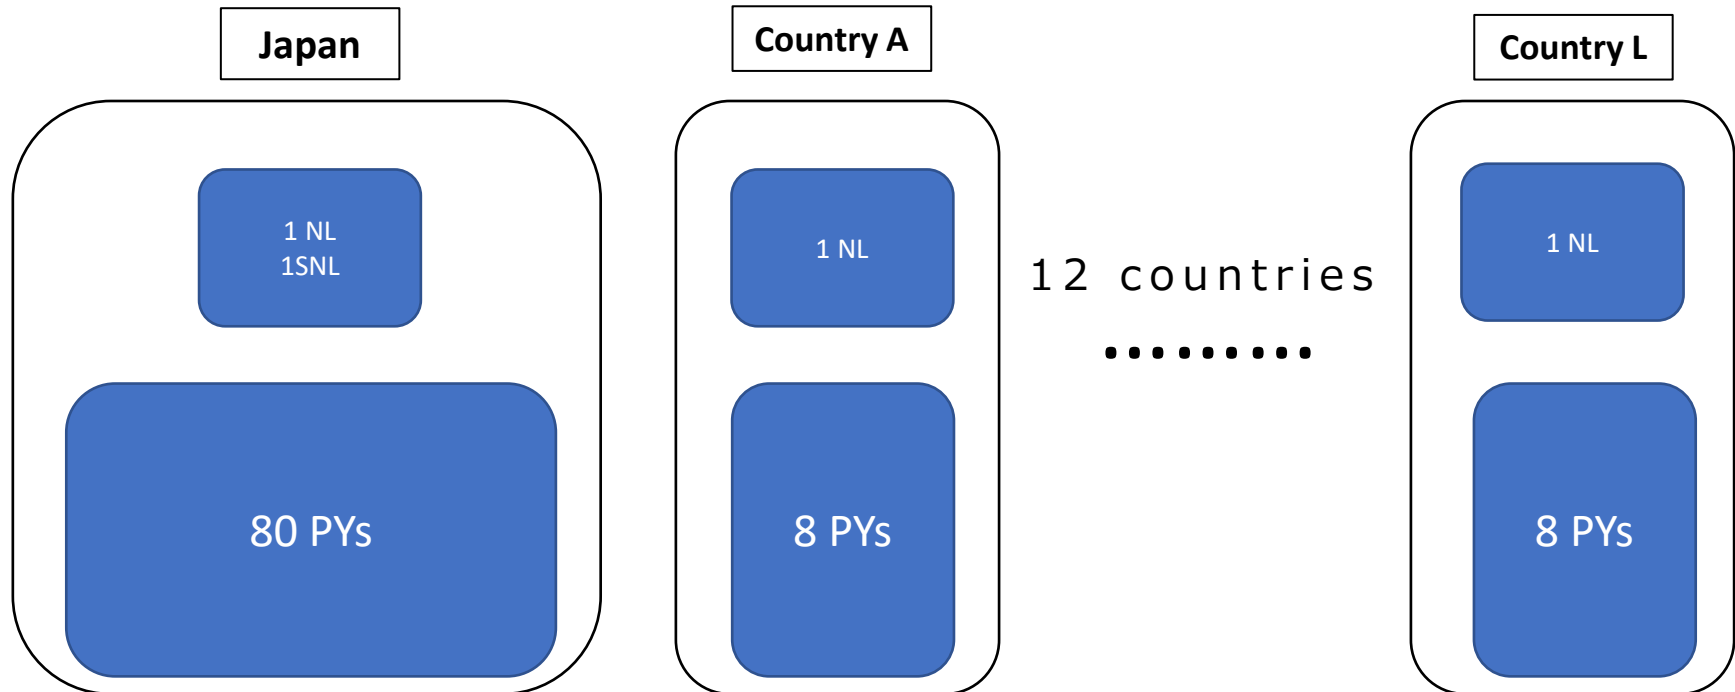 Japan
1 NL
1SNL
80 PYs
Country A
1 NL
8 PYs
12 countries
.........
Country L
1 NL
8 PYs